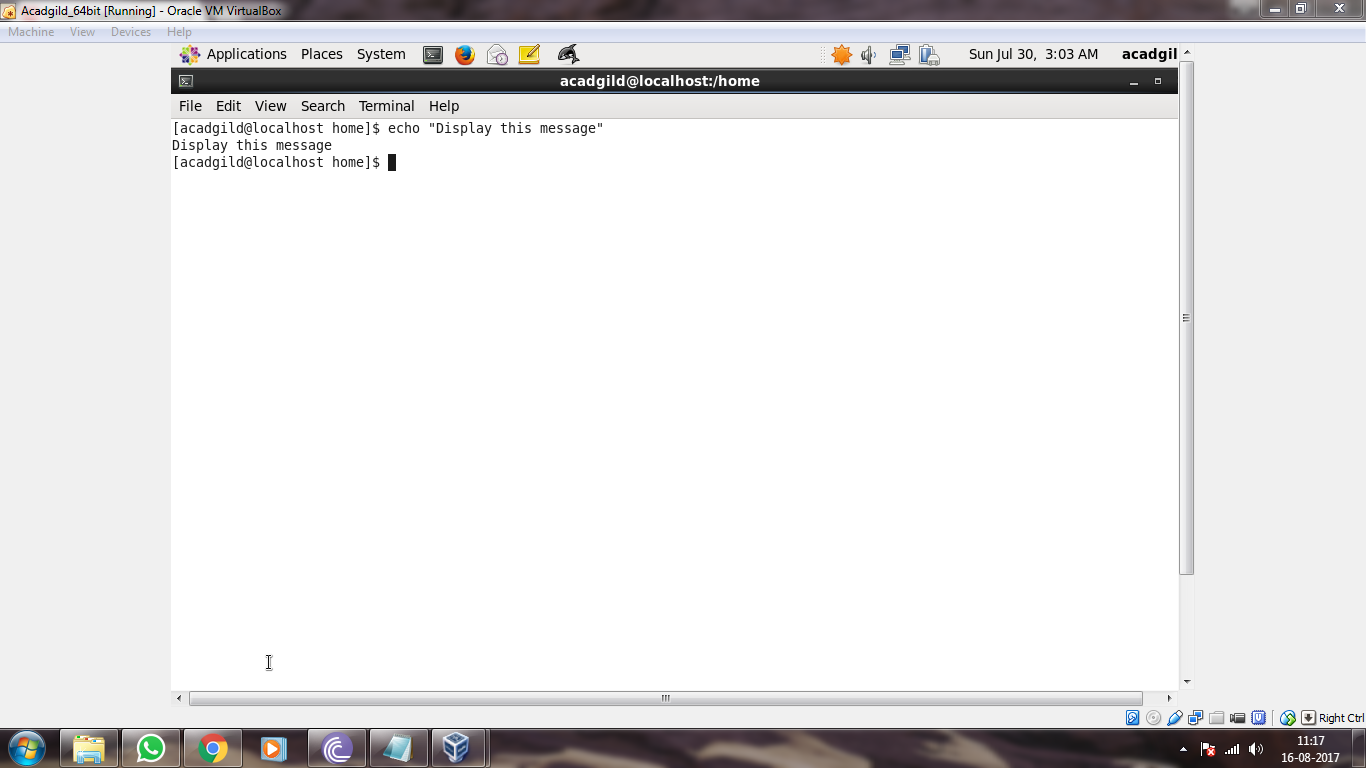 Acadgild_64bit [Running] - Oracle VM VirtualBox
Machine View Devices Help
Applications Places System Sun Jul 30, 3:03 AM acadgil
acadgild@localhost:/home
File Edit View Search Terminal Help
[acadgild@localhost home]$ echo "Display this message"
Display this message
[acadgild@localhost home]$
Right Ctrl
11:17
16-08-2017